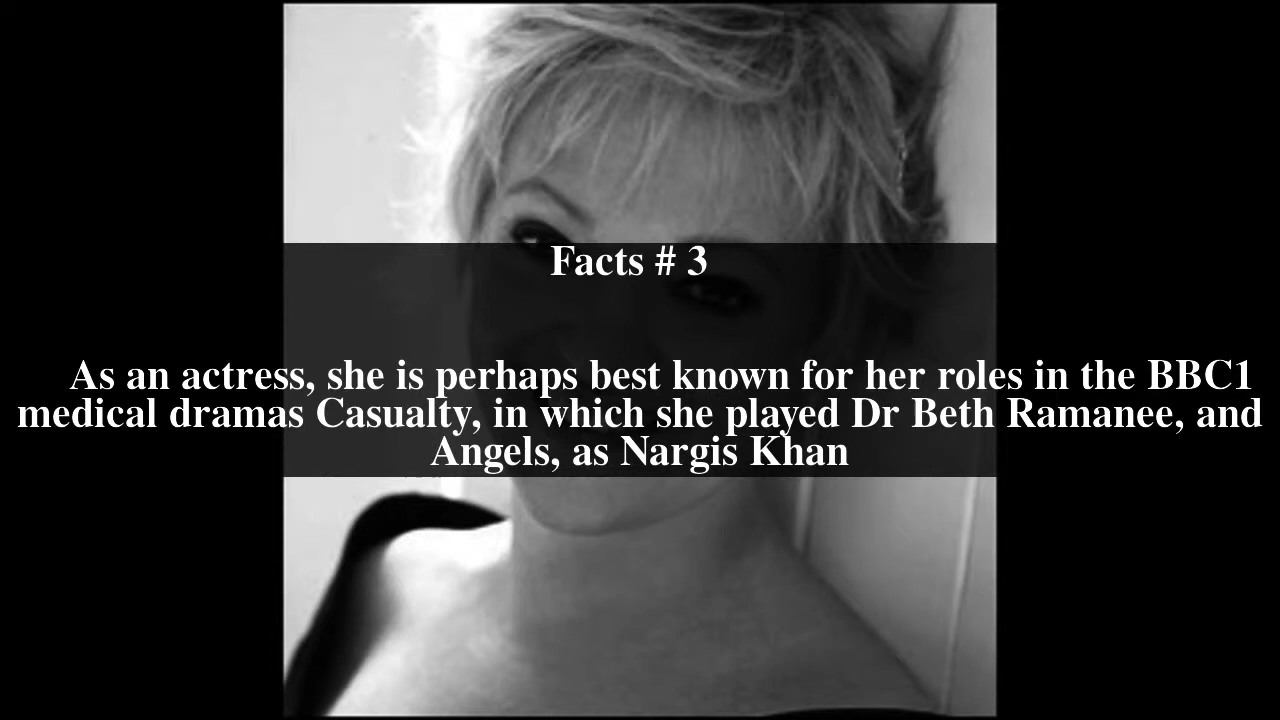 Facts # 3
As an actress, she is perhaps best known for her roles in the BBC1
medical dramas Casualty, in which she played Dr Beth Ramanee, and
Angels, as Nargis Khan